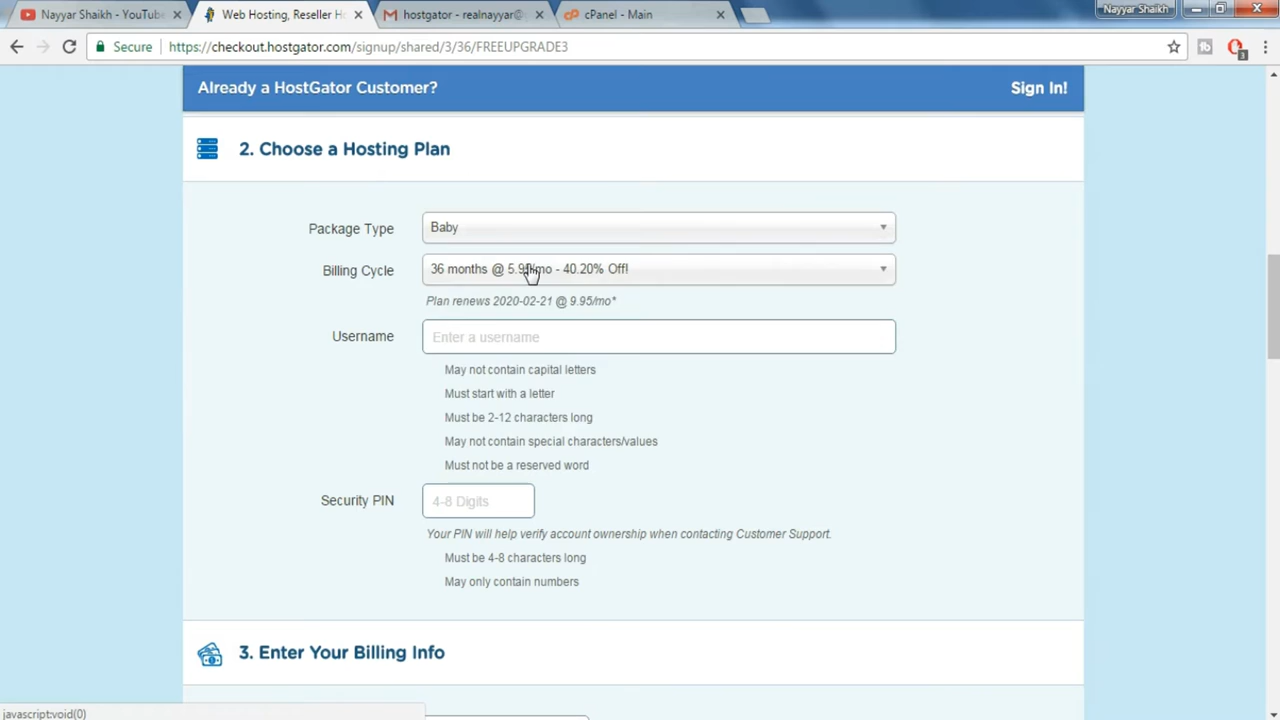 Nayyar Shaikh - YouTube
Web Hosting, Reseller H
hostgator - realnayyar@
cPanel - Main
Nayyar Shaikh
Secure
https://checkout.hostgator.com/signup/shared/3/36/FREEUPGRADE3
tb
3
Already a HostGator Customer?
Sign In!
2. Choose a Hosting Plan
Package Type
Baby
Billing Cycle
36 months @ 5.95/mo - 40.20% Off!
Plan renews 2020-02-21 @ 9.95/mo*
Username
Enter a username
May not contain capital letters
Must start with a letter
Must be 2-12 characters long
May not contain special characters/values
Must not be a reserved word
Security PIN
4-8 Digits
Your PIN will help verify account ownership when contacting Customer Support.
Must be 4-8 characters long
May only contain numbers
3. Enter Your Billing Info
javascript:void(0)